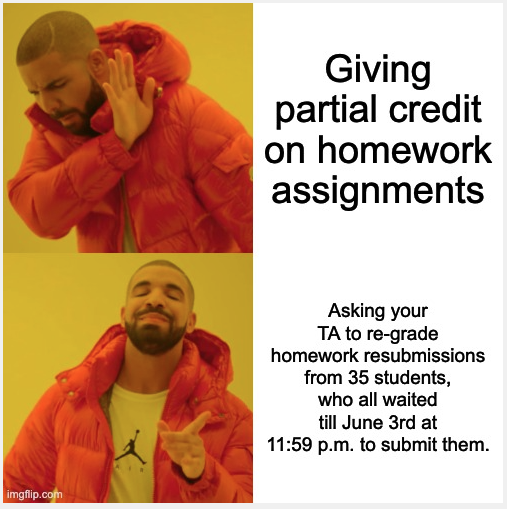 Giving
partial credit
on homework
assignments
Asking your
TA to re-grade
homework resubmissions
from 35 students,
who all waited
till June 3rd at
11:59 p.m. to submit them.
imgflip.com